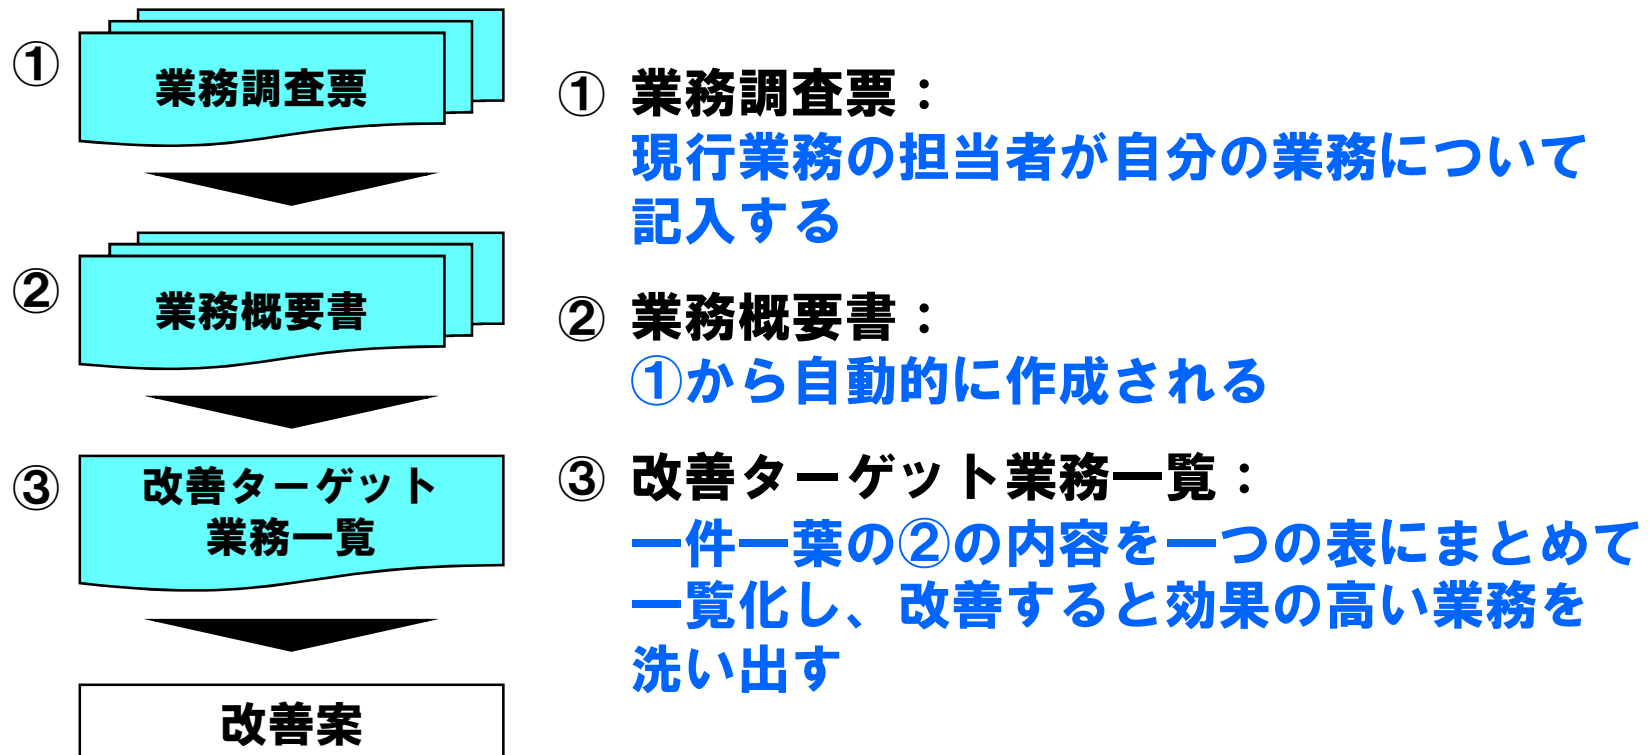 ①
業務調査票
②
業務概要書
③
改善ターゲット
業務一覧
改善案
① 業務調査票：
現行業務の担当者が自分の業務について
記入する
② 業務概要書：
①から自動的に作成される
③ 改善ターゲット業務一覧：
一件一葉の②の内容を一つの表にまとめて
一覧化し、改善すると効果の高い業務を
洗い出す